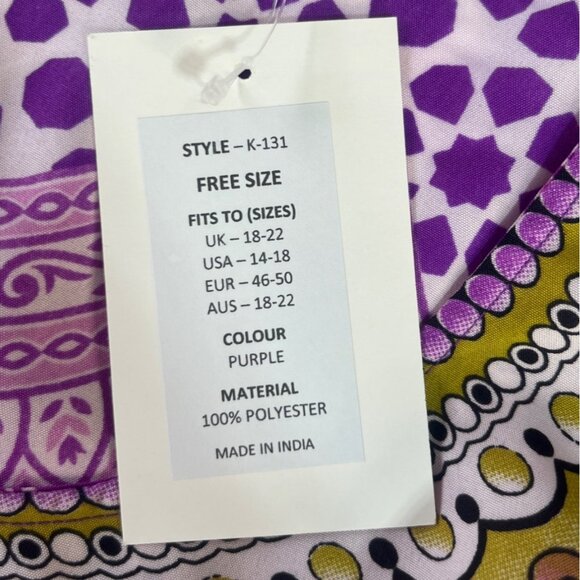 STYLE – K-131
FREE SIZE
FITS TO (SIZES)
UK – 18-22
USA – 14-18
EUR – 46-50
AUS – 18-22
COLOUR
PURPLE
MATERIAL
100% POLYESTER
MADE IN INDIA